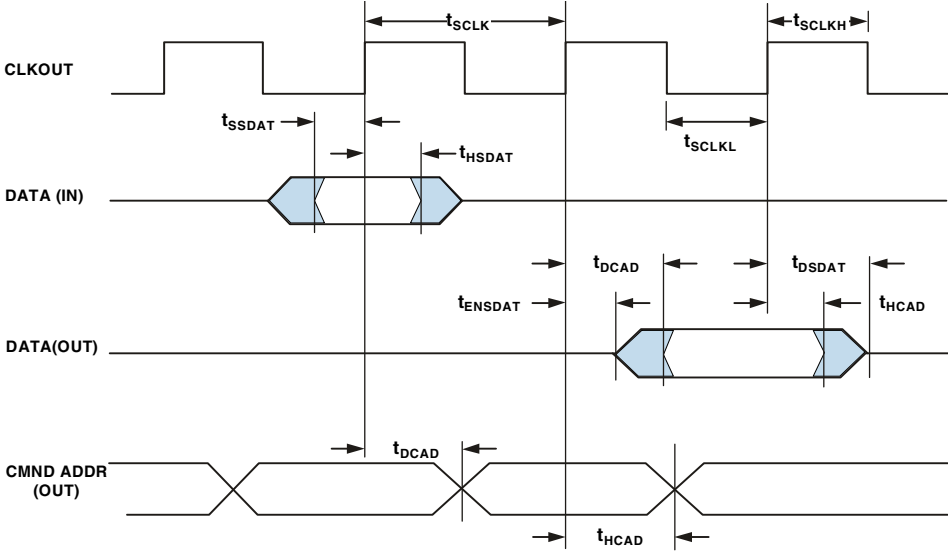 tSCLK
tSCLKH
CLKOUT
tSSDAT
tSCLKL
tHSDAT
DATA (IN)
tDCAD
tDSDAT
tENSDAT
tHCAD
DATA(OUT)
tDCAD
CMND ADDR
(OUT)
tHCAD